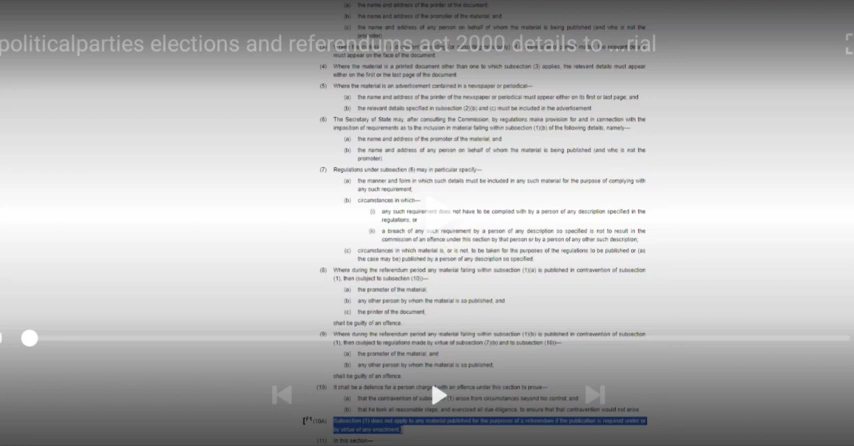 (a) the name and address of the printer of the document;
(b) the name and address of the promoter of the material; and
(c) the name and address of any person on behalf of whom the material is being published (and who is not the
promoter).
politicalparties elections and referendums act 2000 details to ...rial
must appear on the face of the document.
(4) Where the material is a printed document other than one to which subsection (3) applies, the relevant details must appear
either on the first or the last page of the document.
(5) Where the material is an advertisement contained in a newspaper or periodical—
(a) the name and address of the printer of the newspaper or periodical must appear either on its first or last page; and
(b) the relevant details specified in subsection (2)(b) and (c) must be included in the advertisement.
(6) The Secretary of State may, after consulting the Commission, by regulations make provision for and in connection with the
imposition of requirements as to the inclusion in material falling within subsection (1)(b) of the following details, namely—
(a) the name and address of the promoter of the material; and
(b) the name and address of any person on behalf of whom the material is being published (and who is not the
promoter).
(7) Regulations under subsection (6) may in particular specify—
(a) the manner and form in which such details must be included in any such material for the purpose of complying with
any such requirement;
(b) circumstances in which—
(i) any such requirement does not have to be complied with by a person of any description specified in the
regulations, or
(ii) a breach of any such requirement by a person of any description so specified is not to result in the
commission of an offence under this section by that person or by a person of any other such description;
(c) circumstances in which material is, or is not, to be taken for the purposes of the regulations to be published or (as
the case may be) published by a person of any description so specified.
(8) Where during the referendum period any material falling within subsection (1)(a) is published in contravention of subsection
(1), then (subject to subsection (10))—
(a) the promoter of the material,
(b) any other person by whom the material is so published, and
(c) the printer of the document,
shall be guilty of an offence.
(9) Where during the referendum period any material falling within subsection (1)(b) is published in contravention of subsection
(1), then (subject to regulations made by virtue of subsection (7)(b) and to subsection (10))—
(a) the promoter of the material, and
(b) any other person by whom the material is so published,
shall be guilty of an offence.
(10) It shall be a defence for a person charged with an offence under this section to prove—
(a) that the contravention of subsection (1) arose from circumstances beyond his control; and
(b) that he took all reasonable steps, and exercised all due diligence, to ensure that that contravention would not arise.
[F1(10A) Subsection (1) does not apply to any material published for the purposes of a referendum if the publication is required under or
by virtue of any enactment.]
(11) In this section—